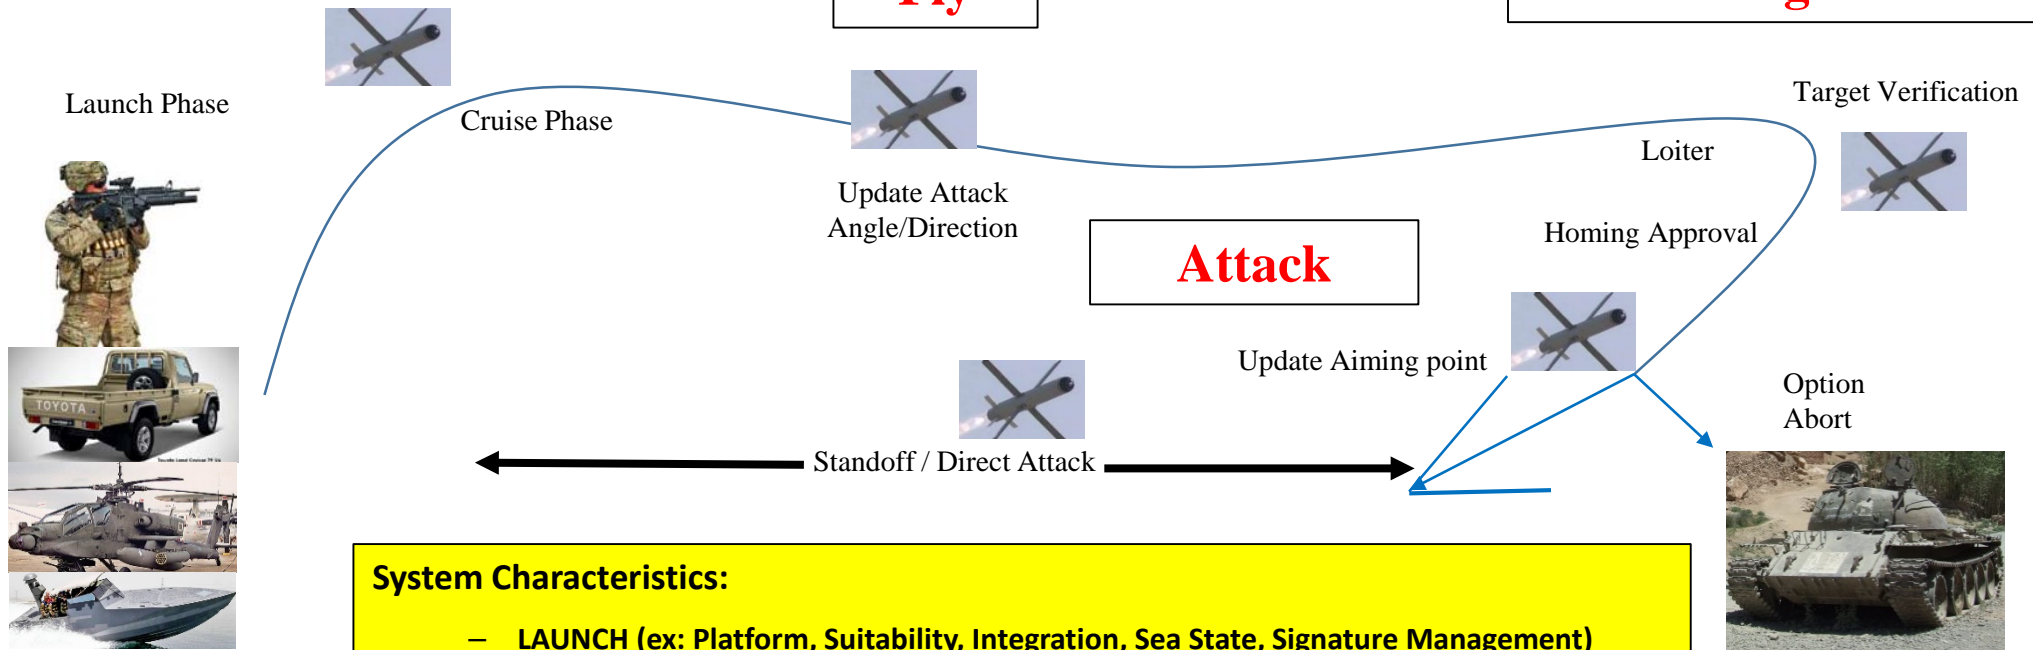 Fly
Launch Phase
Cruise Phase
Target Verification
Loiter
Update Attack
Angle/Direction
Homing Approval
Attack
Update Aiming point
Option
Abort
TOYOTA
Standoff / Direct Attack
System Characteristics:
– LAUNCH (ex: Platform, Suitability, Integration, Sea State, Signature Management)